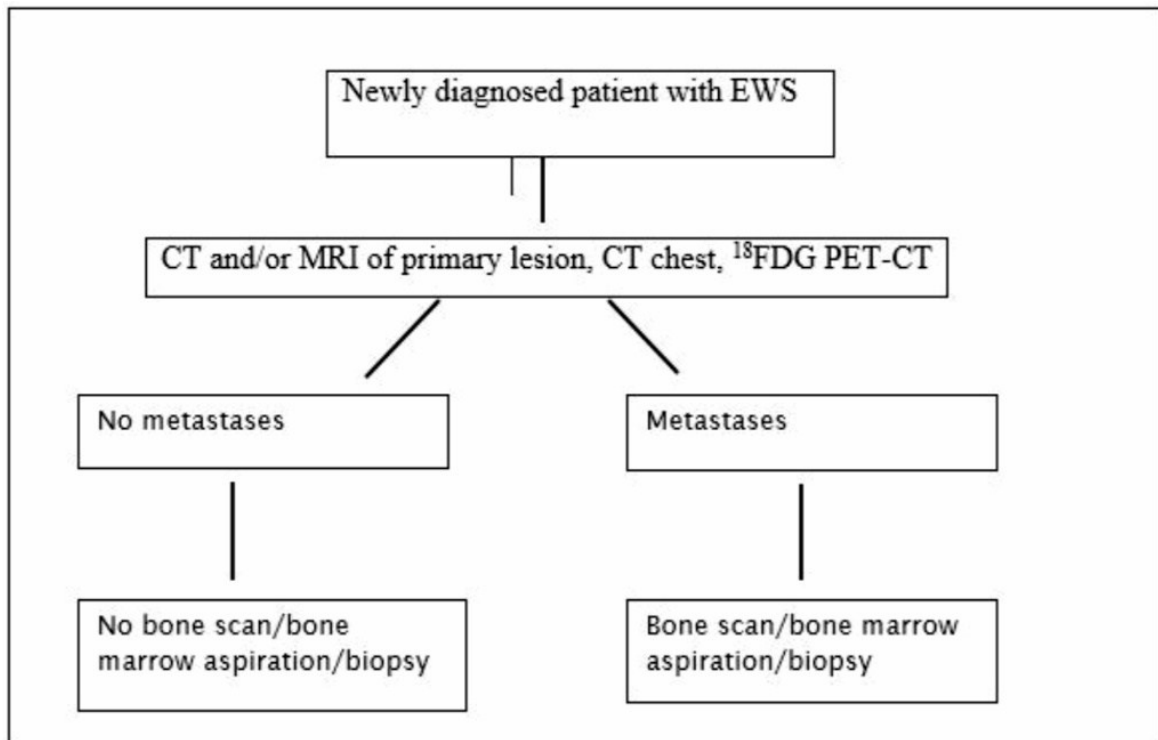 Newly diagnosed patient with EWS
CT and/or MRI of primary lesion, CT chest, ¹⁸FDG PET-CT
No metastases
Metastases
No bone scan/bone
marrow aspiration/biopsy
Bone scan/bone marrow
aspiration/biopsy